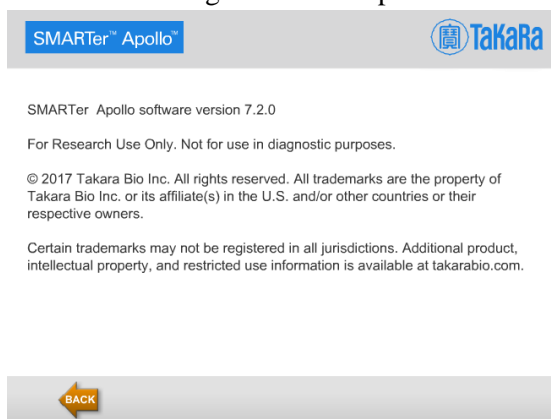 SMARTer™ Apollo™
寶 TaKaRa
SMARTer Apollo software version 7.2.0
For Research Use Only. Not for use in diagnostic purposes.
© 2017 Takara Bio Inc. All rights reserved. All trademarks are the property of
Takara Bio Inc. or its affiliate(s) in the U.S. and/or other countries or their
respective owners.
Certain trademarks may not be registered in all jurisdictions. Additional product,
intellectual property, and restricted use information is available at takarabio.com.
BACK